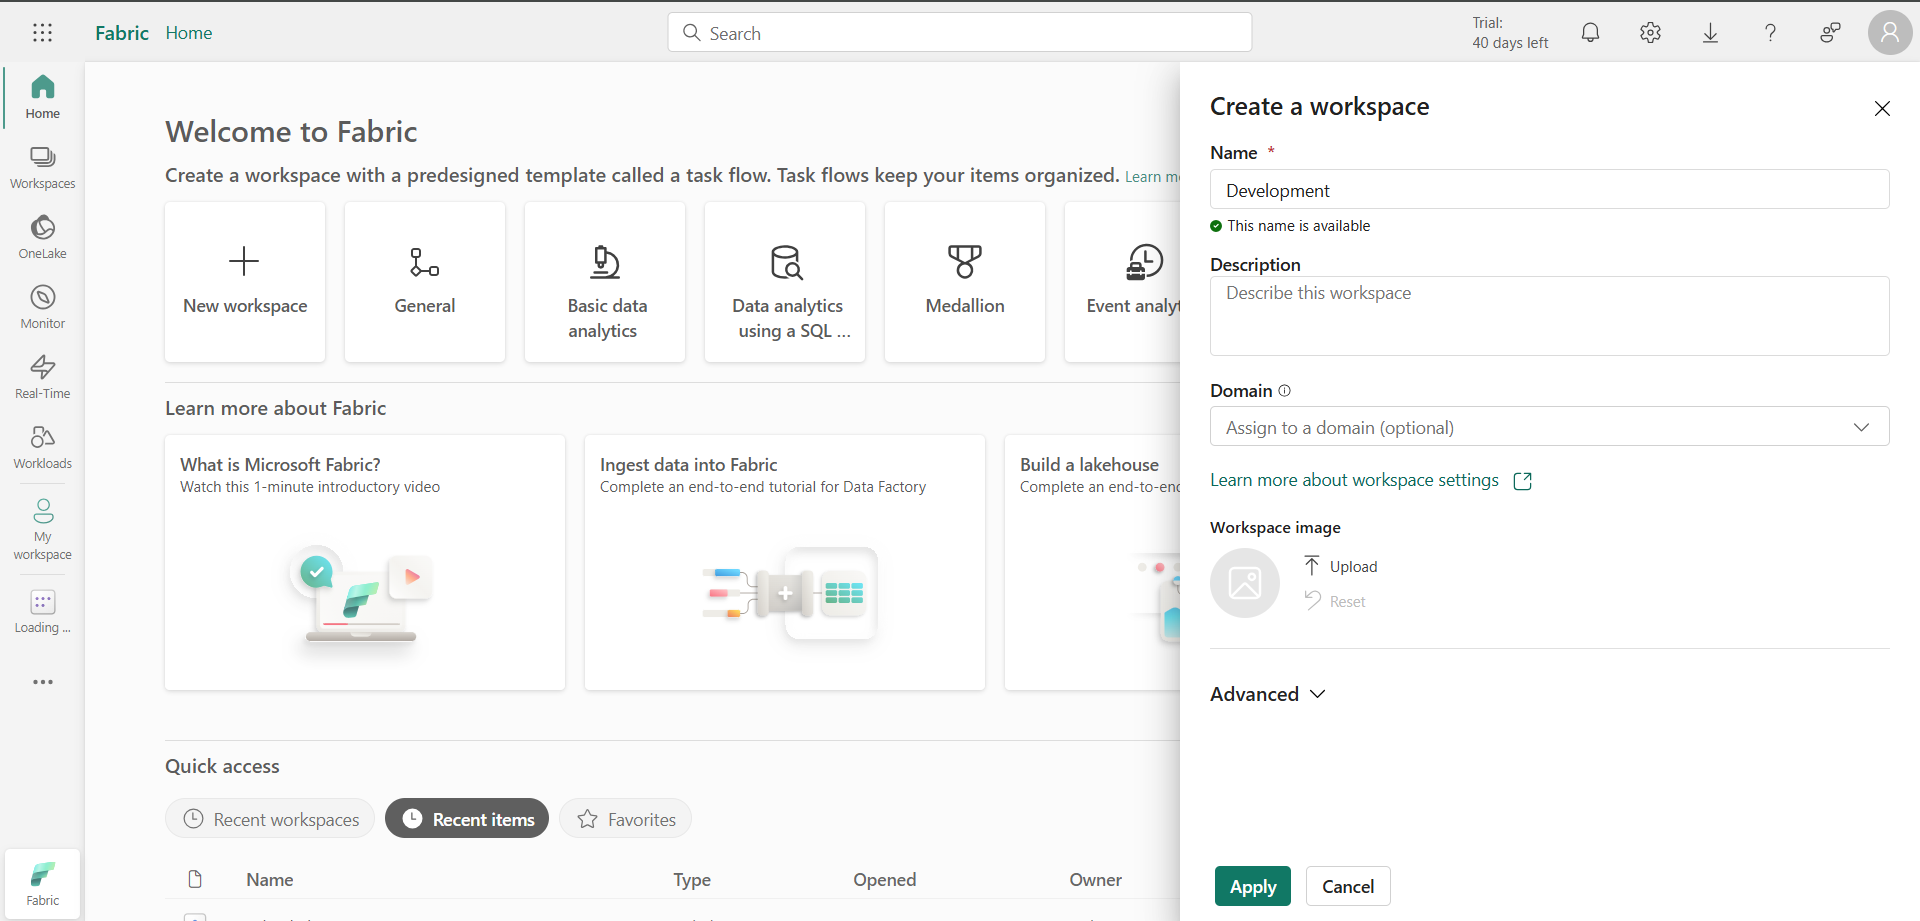 Fabric Home
Search
Trial:
40 days left
Home
Workspaces
OneLake
Monitor
Real-Time
Workloads
My
workspace
Loading ...
Fabric
Welcome to Fabric
Create a workspace with a predesigned template called a task flow. Task flows keep your items organized. Learn
New workspace
General
Basic data
analytics
Data analytics
using a SQL ...
Medallion
Event
Learn more about Fabric
What is Microsoft Fabric?
Watch this 1-minute introductory video
Ingest data into Fabric
Complete an end-to-end tutorial for Data Factory
Build a lakehouse
Complete an end-to-end
Quick access
Recent workspaces
Recent items
Favorites
Name Type Opened Owner
Create a workspace
Name *
Development
This name is available
Description
Describe this workspace
Domain
Assign to a domain (optional)
Learn more about workspace settings
Workspace image
Upload
Reset
Advanced
Apply
Cancel